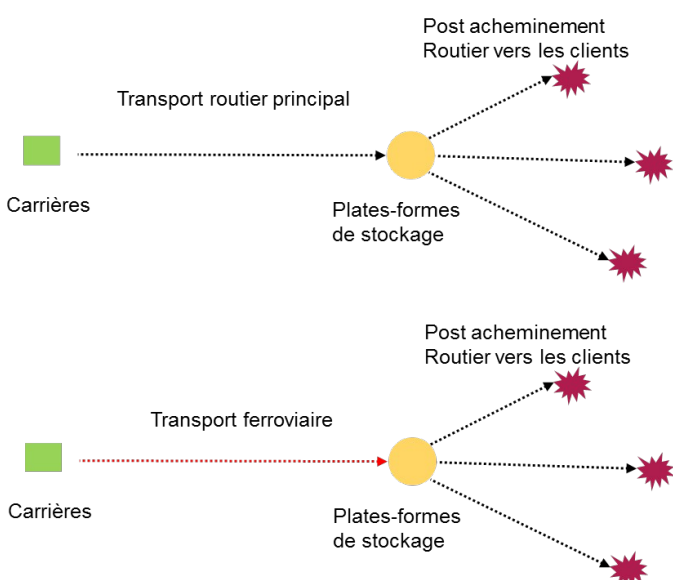 Post acheminement
Routier vers les clients
Transport routier principal
Carrières
Plates-formes
de stockage
Post acheminement
Routier vers les clients
Transport ferroviaire
Carrières
Plates-formes
de stockage